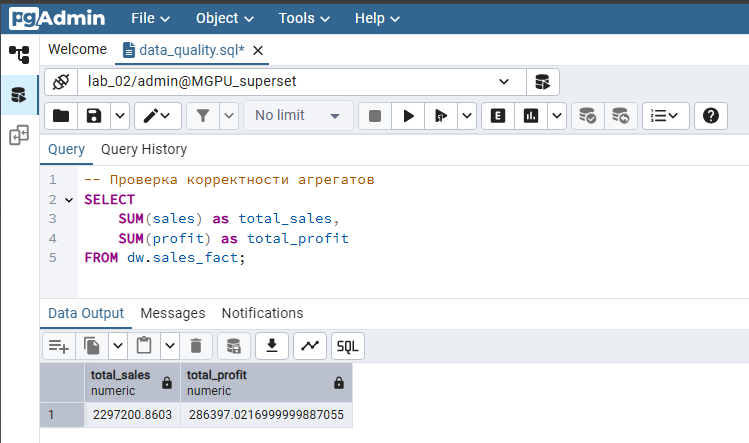 pgAdmin File Object Tools Help
Welcome data_quality.sql*
lab_02/admin@MGPU_superset
No limit E
Query Query History
1 -- Проверка корректности агрегатов
2 SELECT
3 SUM(sales) as total_sales,
4 SUM(profit) as total_profit
5 FROM dw.sales_fact;
Data Output Messages Notifications
SQL
total_sales total_profit
numeric numeric
1 2297200.8603 286397.0216999999887055